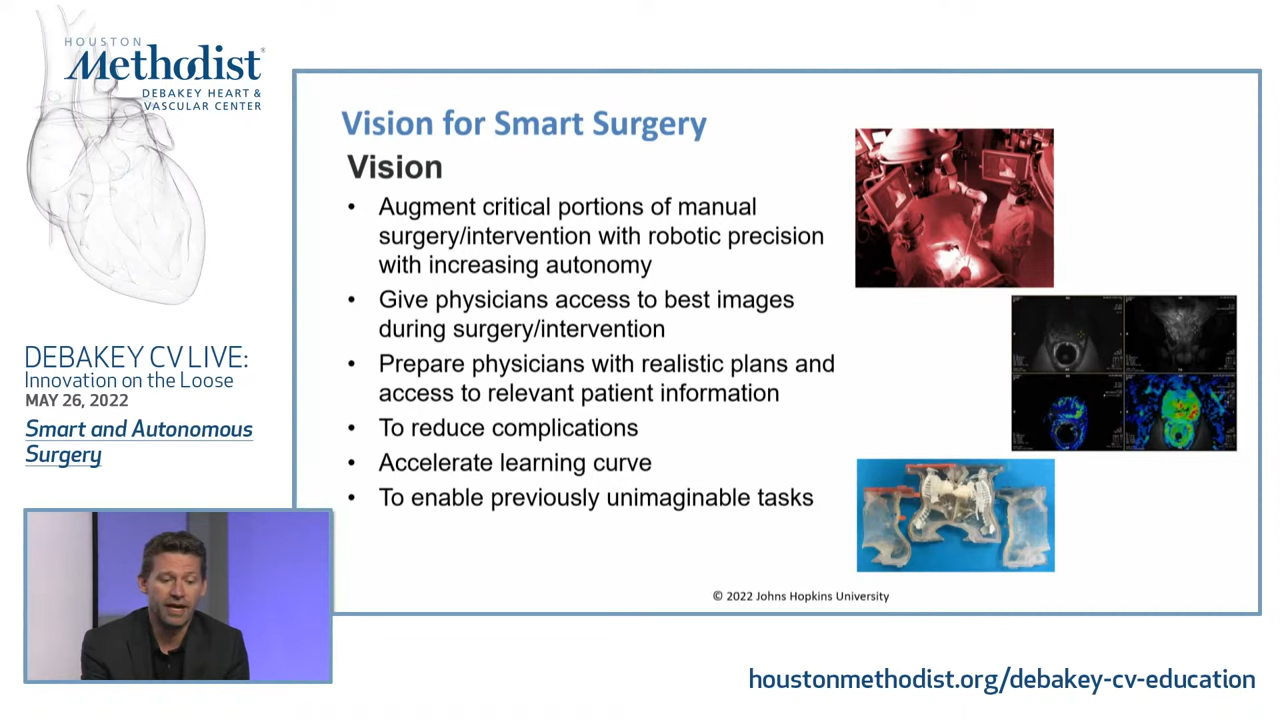 HOUSTON
Methodist®
DEBAKEY HEART &
VASCULAR CENTER
DEBAKEY CV LIVE:
Innovation on the Loose
MAY 26, 2022
Smart and Autonomous
Surgery
Vision for Smart Surgery
Vision
• Augment critical portions of manual
surgery/intervention with robotic precision
with increasing autonomy
• Give physicians access to best images
during surgery/intervention
• Prepare physicians with realistic plans and
access to relevant patient information
• To reduce complications
• Accelerate learning curve
• To enable previously unimaginable tasks
© 2022 Johns Hopkins University
houstonmethodist.org/debakey-cv-education